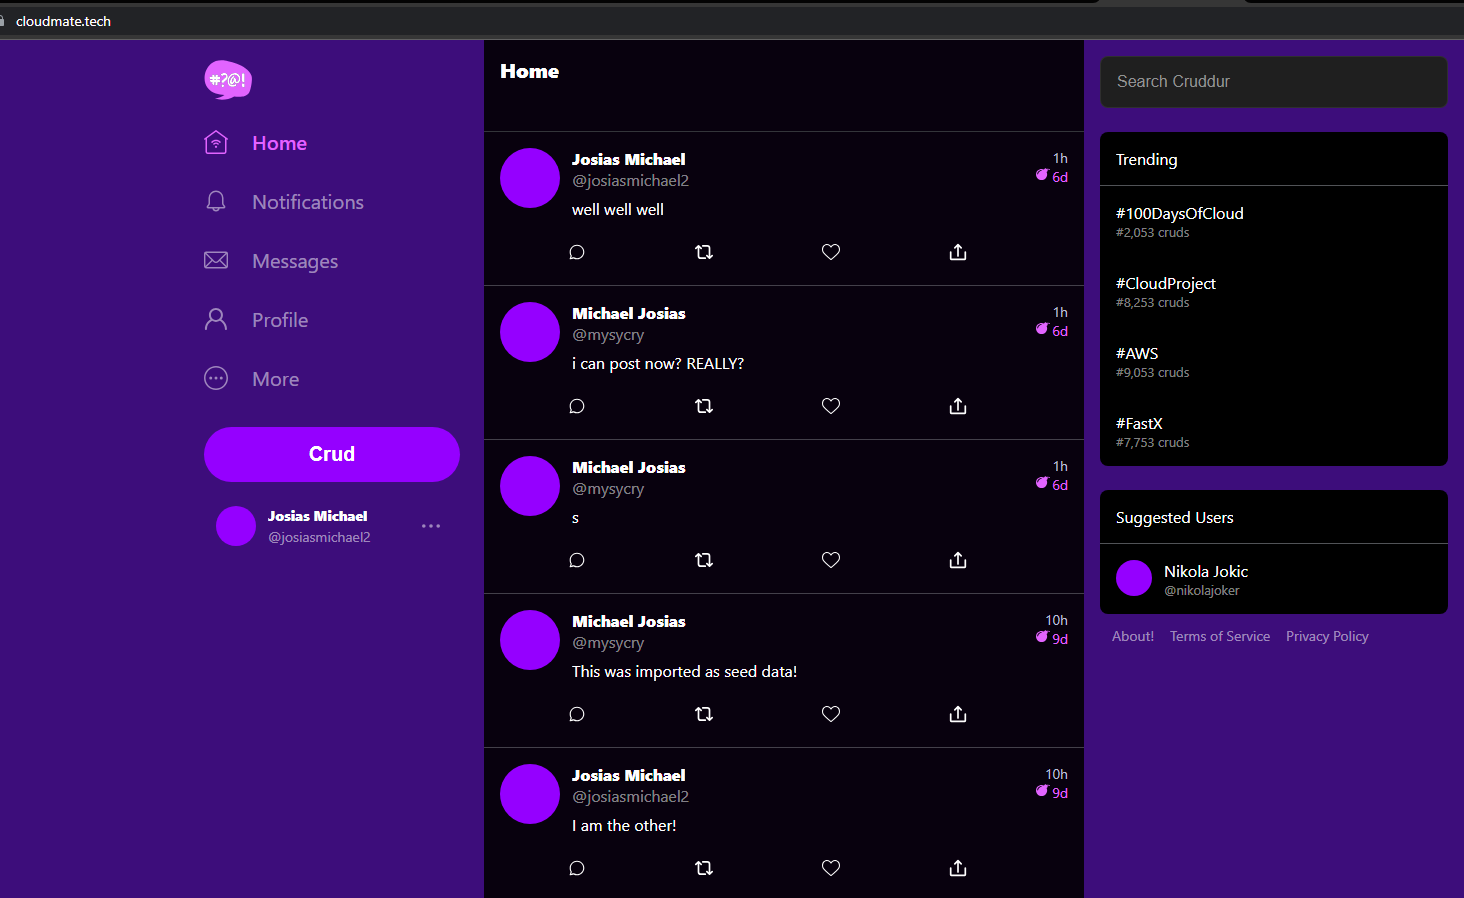 cloudmate.tech
#?@!
Home
Notifications
Messages
Profile
More
Crud
Josias Michael
@josiasmichael2
Home
Josias Michael
1h
@josiasmichael2
6d
well well well
Michael Josias
1h
@mysycry
6d
i can post now? REALLY?
Michael Josias
1h
@mysycry
6d
s
Michael Josias
10h
@mysycry
9d
This was imported as seed data!
Josias Michael
10h
@josiasmichael2
9d
I am the other!
Search Cruddur
Trending
#100DaysOfCloud
#2,053 cruds
#CloudProject
#8,253 cruds
#AWS
#9,053 cruds
#FastX
#7,753 cruds
Suggested Users
Nikola Jokic
@nikolajoker
About! Terms of Service Privacy Policy